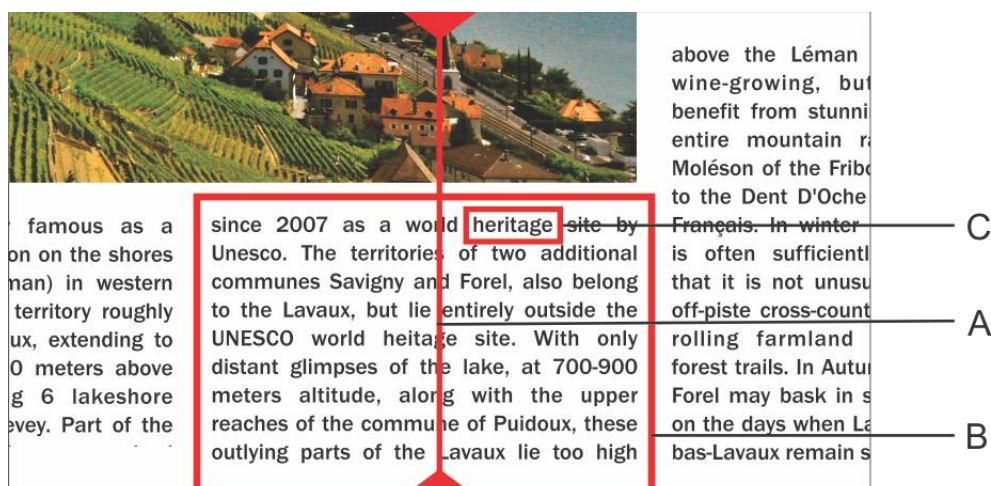 famous as a
on on the shores
man) in western
territory roughly
ux, extending to
0 meters above
g 6 lakeshore
evey. Part of the
since 2007 as a world heritage site by
Unesco. The territories of two additional
communes Savigny and Forel, also belong
to the Lavaux, but lie entirely outside the
UNESCO world heitage site. With only
distant glimpses of the lake, at 700-900
meters altitude, along with the upper
reaches of the commune of Puidoux, these
outlying parts of the Lavaux lie too high
above the Léman
wine-growing, but
benefit from stunni
entire mountain ra
Moléson of the Fribo
to the Dent D'Oche
Français. In winter
is often sufficientl
that it is not unusu
off-piste cross-count
rolling farmland
forest trails. In Autu
Forel may bask in s
on the days when La
bas-Lavaux remain s
C
A
B